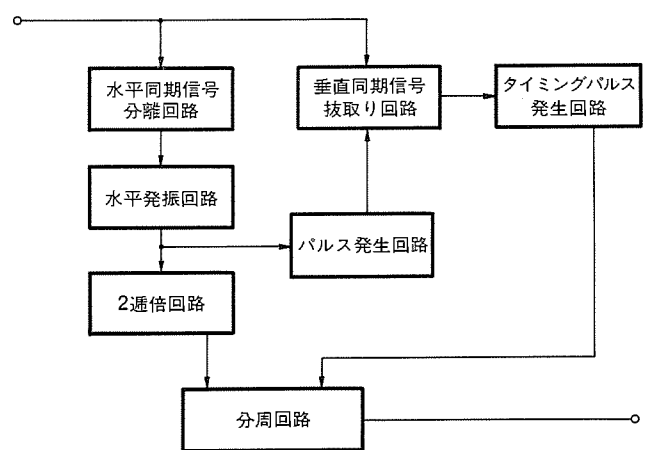 水平同期信号
分離回路
垂直同期信号
抜取り回路
タイミングパルス
発生回路
水平発振回路
パルス発生回路
2逓倍回路
分周回路